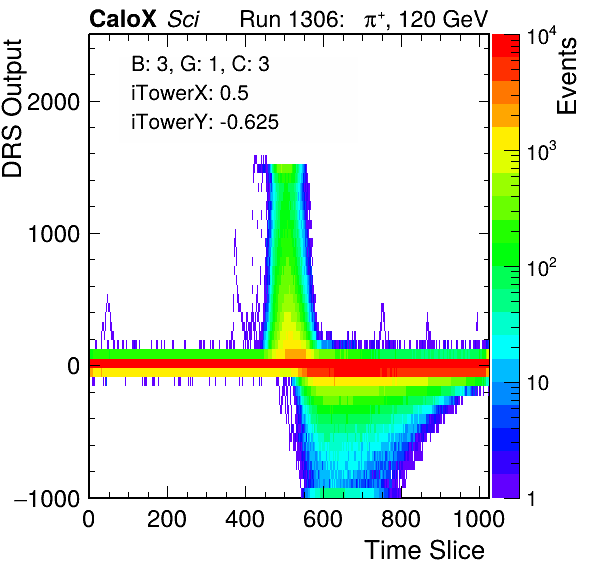 CaloX Sci Run 1306: π⁺, 120 GeV
B: 3, G: 1, C: 3
iTowerX: 0.5
iTowerY: -0.625
DRS Output
2000
1000
0
−1000
0 200 400 600 800 1000
Time Slice
Events
10⁴
10³
10²
10
1